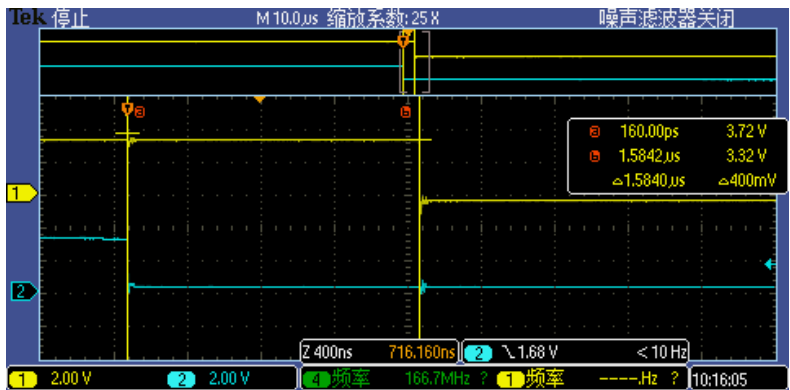 Tek 停止 M 10.0µs 缩放系数: 25 X 噪声滤波器关闭
a b
a 160.00ps 3.72 V
b 1.5842µs 3.32 V
△1.5840µs △400mV
1
2
Z 400ns 716.160ns 2 \ 1.68 V < 10 Hz
1 2.00 V 2 2.00 V 4 频率 166.7MHz ? 1 频率 -----.Hz ? 10:16:05